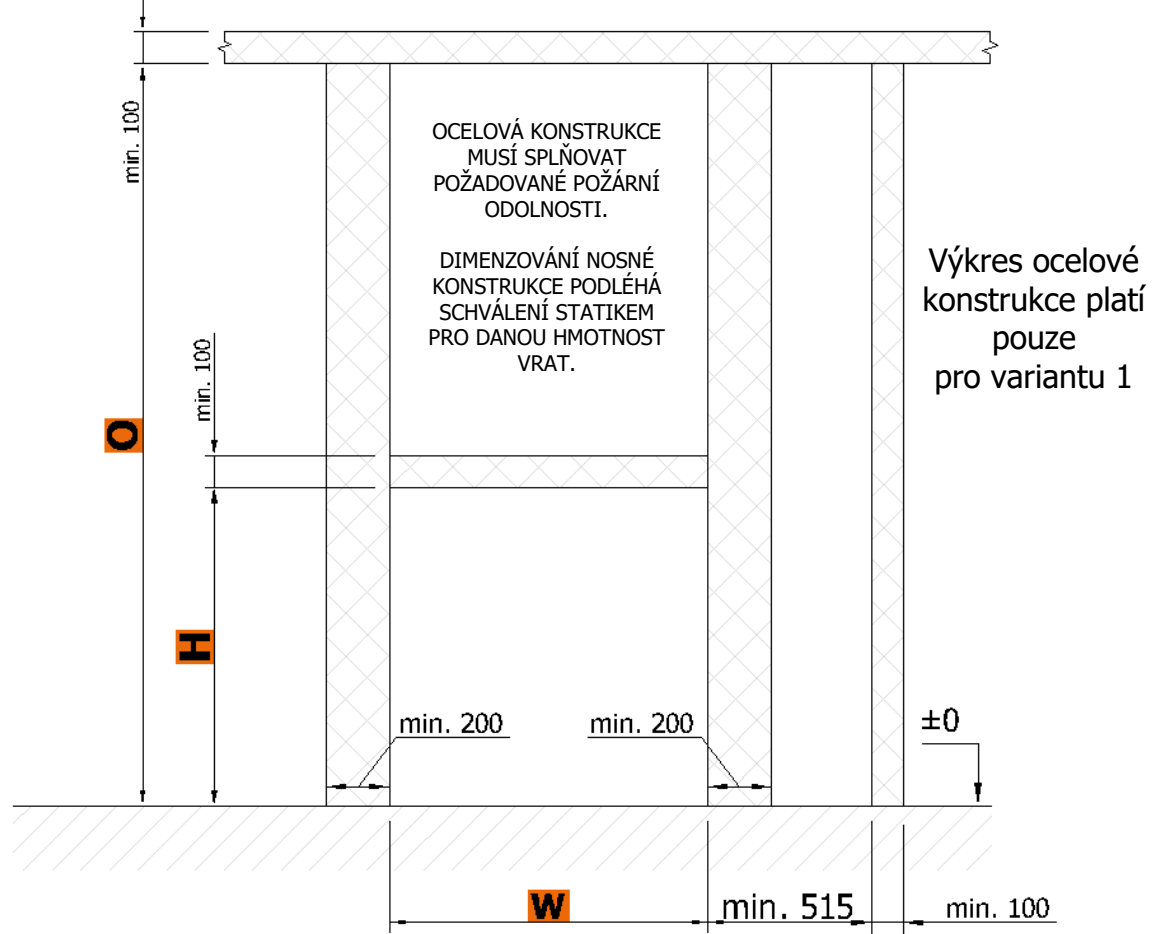 min. 100
OCELOVÁ KONSTRUKCE
MUSÍ SPLŇOVAT
POŽADOVANÉ POŽÁRNÍ
ODOLNOSTI.
DIMENZOVÁNÍ NOSNÉ
KONSTRUKCE PODLÉHÁ
SCHVÁLENÍ STATIKEM
PRO DANOU HMOTNOST
VRAT.
Výkres ocelové
konstrukce platí
pouze
pro variantu 1
min. 100
O
H
min. 200
min. 200
±0
W
min. 515
min. 100